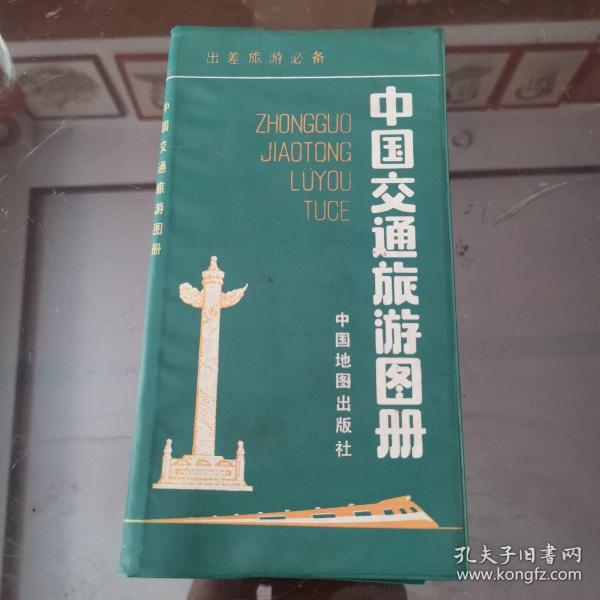 出差旅游必备
中国交通旅游图册
ZHONGGUO
JIAOTONG
LÜYOU
TUCE
中国地图出版社
中国交通旅游图册
孔夫子旧书网
www.kongfz.com